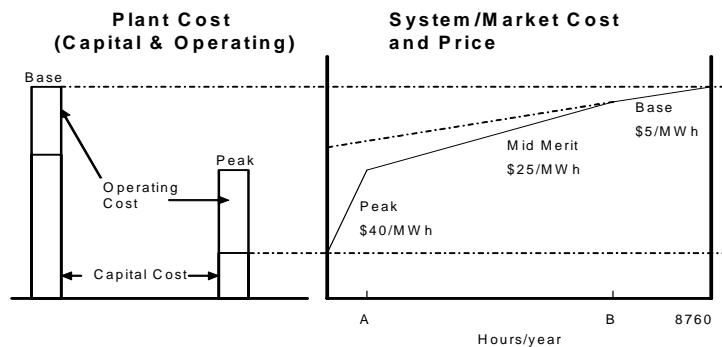 Plant Cost
(Capital & Operating)
System/Market Cost
and Price
Base
Peak
Operating
Cost
Capital Cost
Base
$5/MWh
Mid Merit
$25/MWh
Peak
$40/MWh
A
B
8760
Hours/year